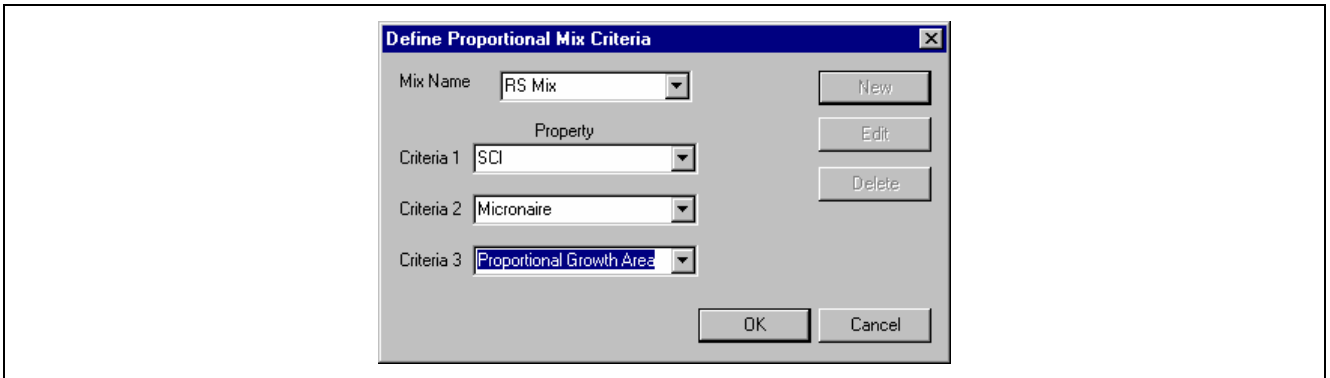 Define Proportional Mix Criteria
Mix Name RS Mix New
Property Edit
Criteria 1 SCI
Delete
Criteria 2 Micronaire
Criteria 3 Proportional Growth Area
OK Cancel